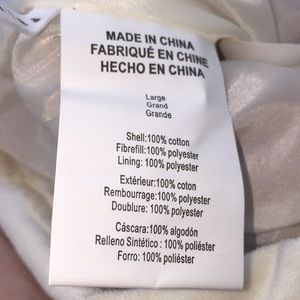 MADE IN CHINA
FABRIQUÉ EN CHINE
HECHO EN CHINA
Large
Grand
Grande
Shell:100% cotton
Fibrefill:100% polyester
Lining: 100% polyester
Extérieur:100% coton
Rembourrage: 100% polyester
Doublure: 100% polyester
Cáscara:100% algodón
Relleno Sintético : 100% poliéster
Forro: 100% poliéster